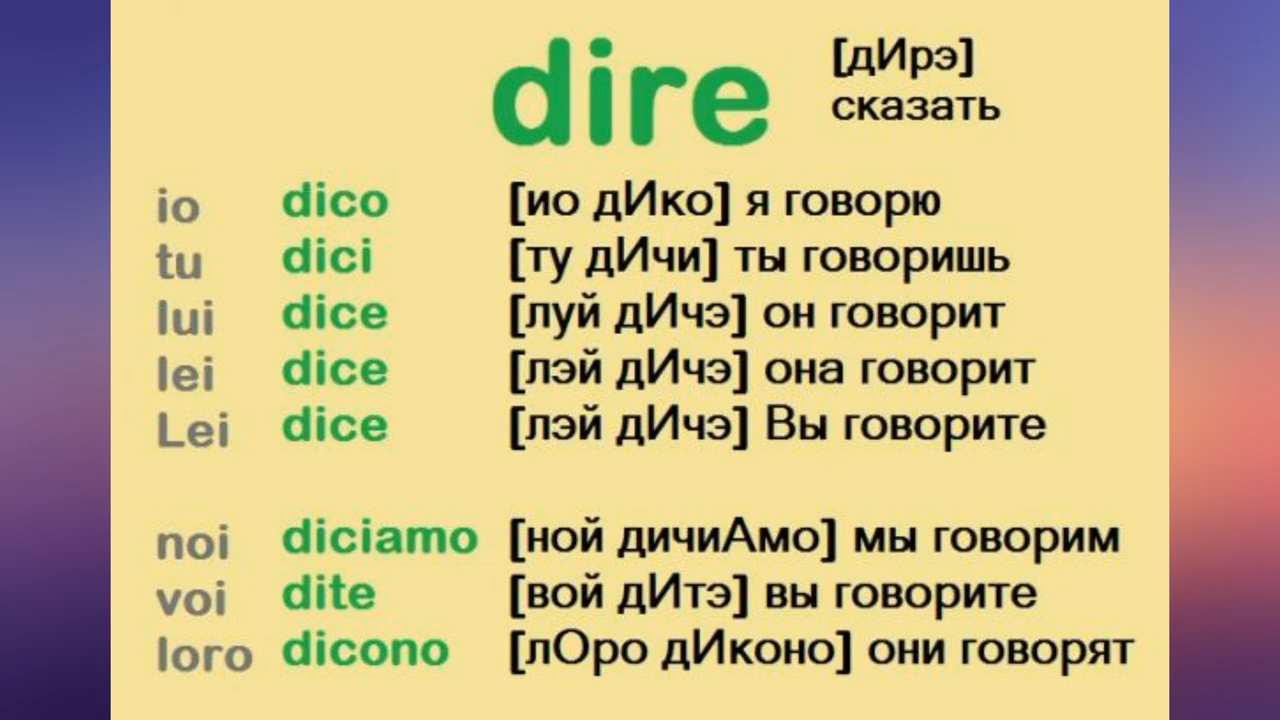 dire [дИрэ]
сказать
io dico [ио дИко] я говорю
tu dici [ту дИчи] ты говоришь
lui dice [луй дИчэ] он говорит
lei dice [лэй дИчэ] она говорит
Lei dice [лэй дИчэ] Вы говорите
noi diciamo [ной дичиАмо] мы говорим
voi dite [вой дИтэ] вы говорите
loro dicono [лОро дИконо] они говорят